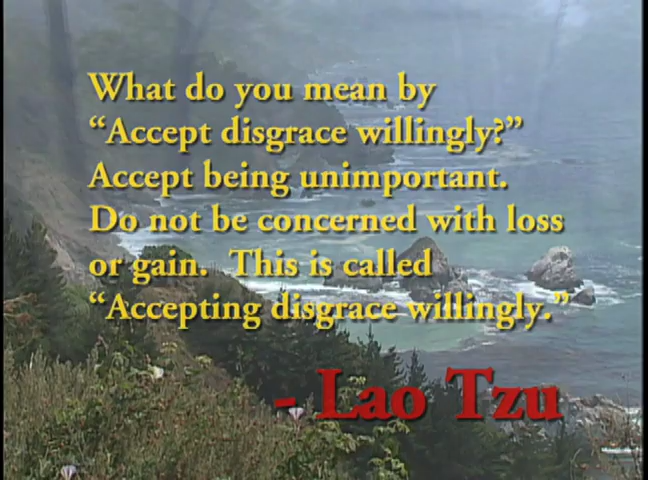 What do you mean by
“Accept disgrace willingly?”
Accept being unimportant.
Do not be concerned with loss
or gain.  This is called
“Accepting disgrace willingly.”
- Lao Tzu